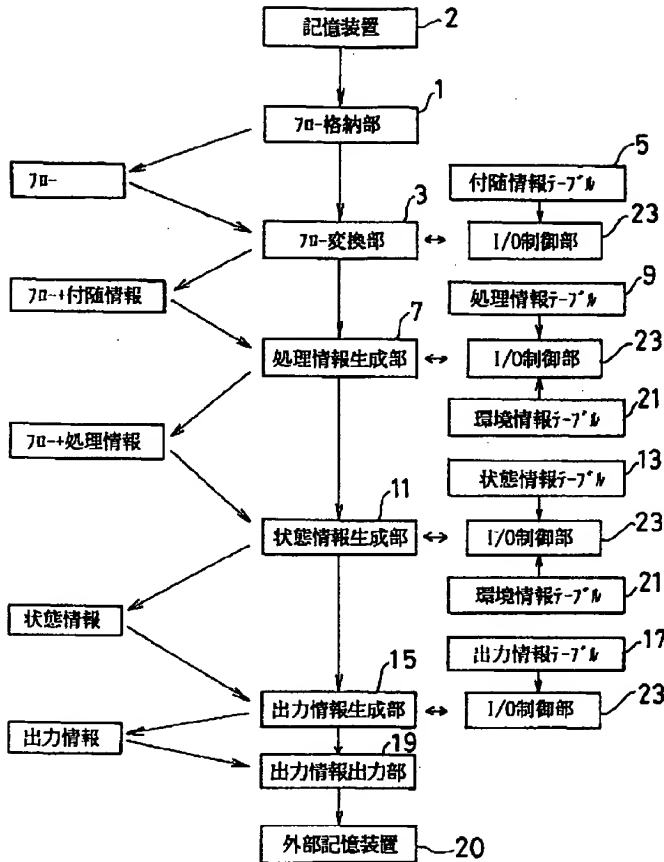 記憶装置
2
1
ﾌﾛｰ格納部
5
ﾌﾛｰ
付随情報ﾃｰﾌﾞﾙ
3
23
ﾌﾛｰ変換部
I/O制御部
9
ﾌﾛｰ+付随情報
処理情報ﾃｰﾌﾞﾙ
7
23
処理情報生成部
I/O制御部
21
環境情報ﾃｰﾌﾞﾙ
ﾌﾛｰ+処理情報
13
状態情報ﾃｰﾌﾞﾙ
11
23
状態情報生成部
I/O制御部
21
環境情報ﾃｰﾌﾞﾙ
状態情報
17
出力情報ﾃｰﾌﾞﾙ
15
23
出力情報生成部
I/O制御部
出力情報
19
出力情報出力部
外部記憶装置
20